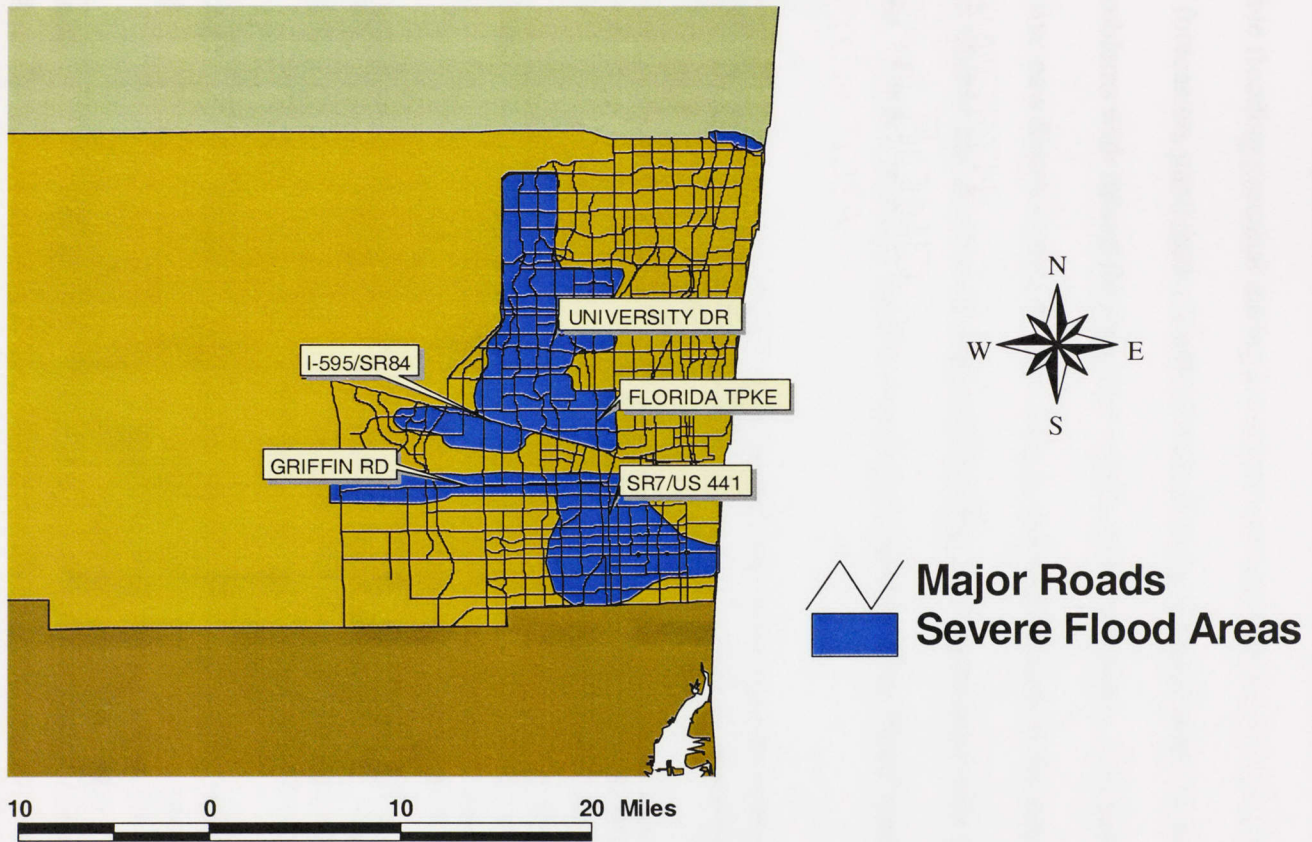 UNIVERSITY DR
I-595/SR84
FLORIDA TPKE
GRIFFIN RD
SR7/US 441
N
W E
S
Major Roads
Severe Flood Areas
10 0 10 20 Miles